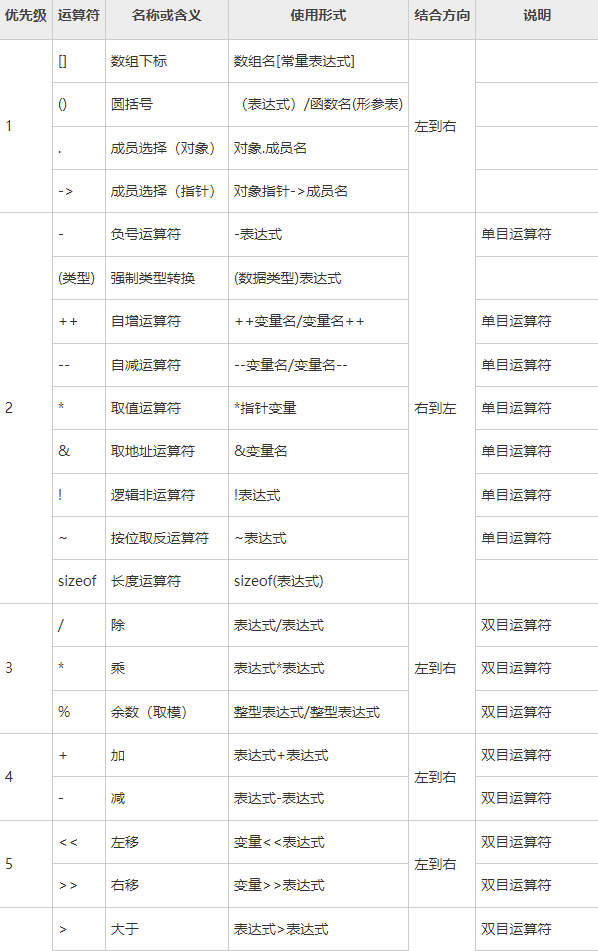 优先级 运算符 名称或含义 使用形式 结合方向 说明
1 [] 数组下标 数组名[常量表达式] 左到右
() 圆括号 （表达式）/函数名(形参表)
. 成员选择（对象） 对象.成员名
-> 成员选择（指针） 对象指针->成员名
2 - 负号运算符 -表达式 右到左 单目运算符
(类型) 强制类型转换 (数据类型)表达式
++ 自增运算符 ++变量名/变量名++ 单目运算符
-- 自减运算符 --变量名/变量名-- 单目运算符
* 取值运算符 *指针变量 单目运算符
& 取地址运算符 &变量名 单目运算符
! 逻辑非运算符 !表达式 单目运算符
~ 按位取反运算符 ~表达式 单目运算符
sizeof 长度运算符 sizeof(表达式)
3 / 除 表达式/表达式 左到右 双目运算符
* 乘 表达式*表达式 双目运算符
% 余数（取模） 整型表达式/整型表达式 双目运算符
4 + 加 表达式+表达式 左到右 双目运算符
- 减 表达式-表达式 双目运算符
5 << 左移 变量<<表达式 左到右 双目运算符
>> 右移 变量>>表达式 双目运算符
> 大于 表达式>表达式 双目运算符